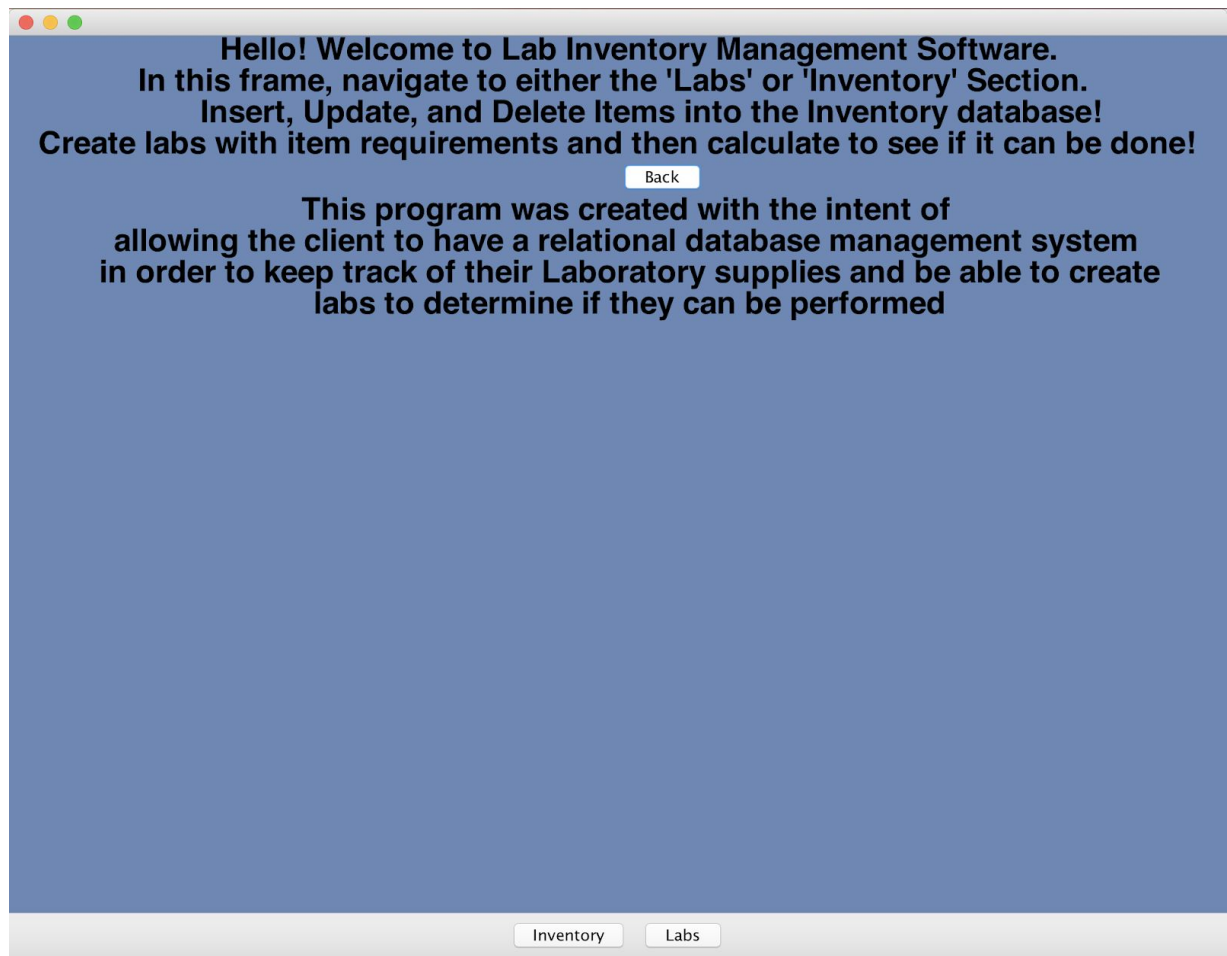 Hello! Welcome to Lab Inventory Management Software.
In this frame, navigate to either the 'Labs' or 'Inventory' Section.
Insert, Update, and Delete Items into the Inventory database!
Create labs with item requirements and then calculate to see if it can be done!
Back
This program was created with the intent of
allowing the client to have a relational database management system
in order to keep track of their Laboratory supplies and be able to create
labs to determine if they can be performed
Inventory Labs